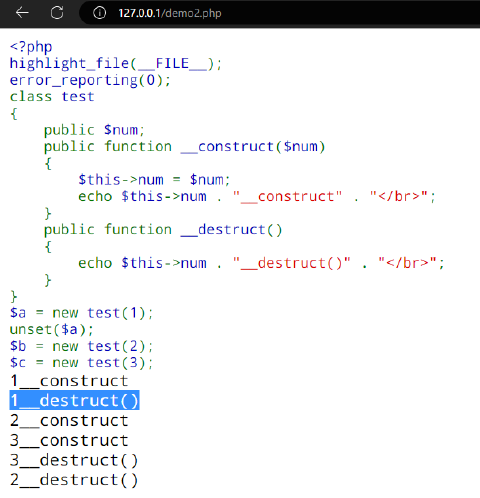 127.0.0.1/demo2.php
<?php
highlight_file(__FILE__);
error_reporting(0);
class test
{
    public $num;
    public function __construct($num)
    {
        $this->num = $num;
        echo $this->num . "__construct" . "</br>";
    }
    public function __destruct()
    {
        echo $this->num . "__destruct()" . "</br>";
    }
}
$a = new test(1);
unset($a);
$b = new test(2);
$c = new test(3);
1__construct
1__destruct()
2__construct
3__construct
3__destruct()
2__destruct()